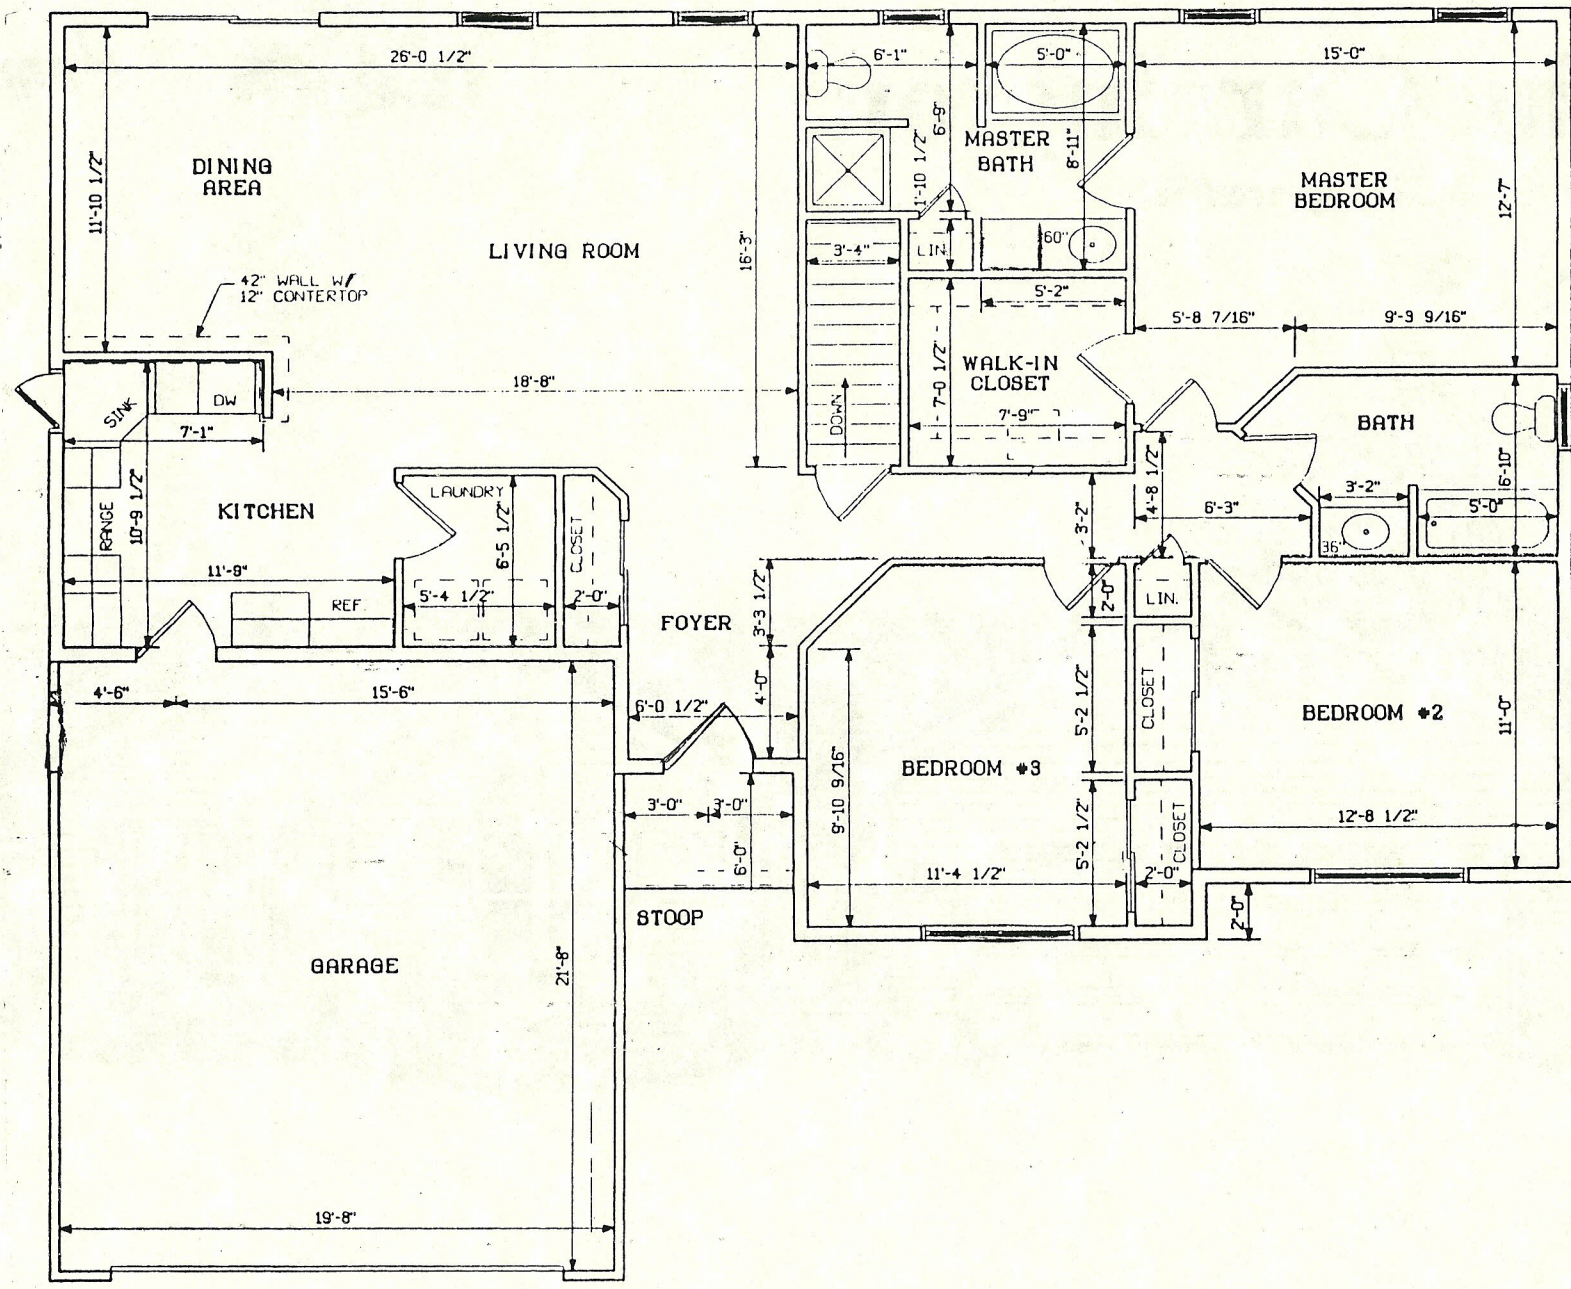 26'-0 1/2"
6'-1"
5'-0"
15'-0"
11'-10 1/2"
DINING
AREA
LIVING ROOM
16'-3"
6'-9"
1'-10 1/2"
MASTER
BATH
8'-11"
MASTER
BEDROOM
12'-7"
42" WALL W/
12" CONTERTOP
3'-4"
LIN.
60"
5'-2"
5'-8 7/16"
9'-3 9/16"
18'-8"
DOWN
7'-0 1/2"
WALK-IN
CLOSET
7'-9"
SINK
DW
7'-1"
BATH
6'-10"
4'-8 1/2"
3'-2"
6'-3"
3'-2"
5'-0"
36"
RANGE
10'-9 1/2"
KITCHEN
LAUNDRY
6'-5 1/2"
CLOSET
11'-9"
REF.
5'-4 1/2"
2'-0"
FOYER
3'-3 1/2"
2'-0"
LIN.
4'-6"
15'-6"
6'-0 1/2"
4'-0"
5'-2 1/2"
CLOSET
BEDROOM #2
11'-0"
BEDROOM #3
9'-10 9/16"
3'-0"
3'-0"
6'-0"
5'-2 1/2"
CLOSET
12'-8 1/2"
11'-4 1/2"
2'-0"
STOOP
2'-0"
GARAGE
21'-8"
19'-8"